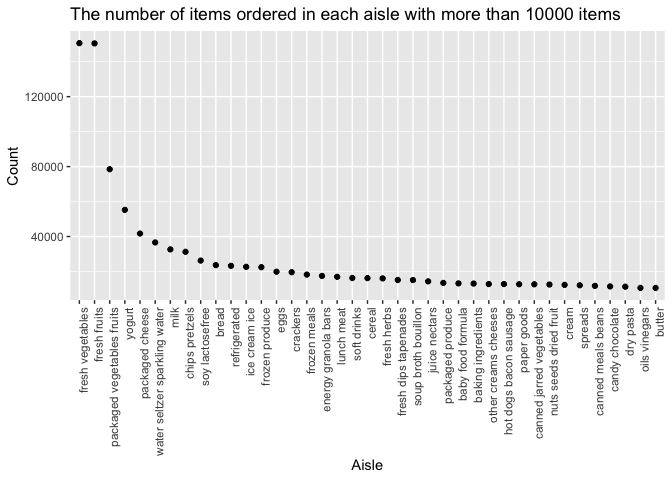 The number of items ordered in each aisle with more than 10000 items
Count
120000
80000
40000
fresh vegetables
fresh fruits
packaged vegetables fruits
yogurt
packaged cheese
water seltzer sparkling water
milk
chips pretzels
soy lactosefree
bread
refrigerated
ice cream ice
frozen produce
eggs
crackers
frozen meals
energy granola bars
lunch meat
soft drinks
cereal
fresh herbs
fresh dips tapenades
soup broth bouillon
juice nectars
packaged produce
baby food formula
baking ingredients
other creams cheeses
hot dogs bacon sausage
paper goods
canned jarred vegetables
nuts seeds dried fruit
cream
spreads
canned meals beans
candy chocolate
dry pasta
oils vinegars
butter
Aisle